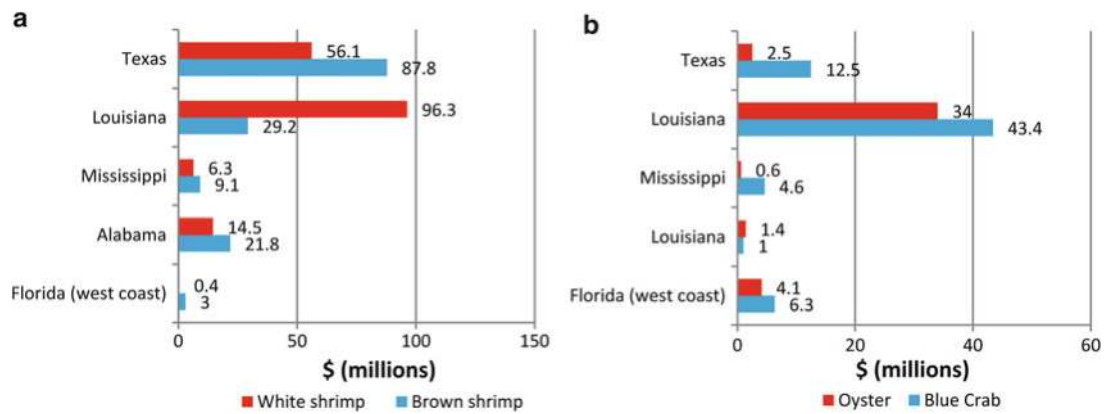 a
Texas
56.1
87.8
Louisiana
96.3
29.2
Mississippi
6.3
9.1
Alabama
14.5
21.8
Florida (west coast)
0.4
3
0 50 100 150
$ (millions)
White shrimp Brown shrimp
b
Texas
2.5
12.5
Louisiana
34
43.4
Mississippi
0.6
4.6
Louisiana
1.4
1
Florida (west coast)
4.1
6.3
0 20 40 60
$ (millions)
Oyster Blue Crab